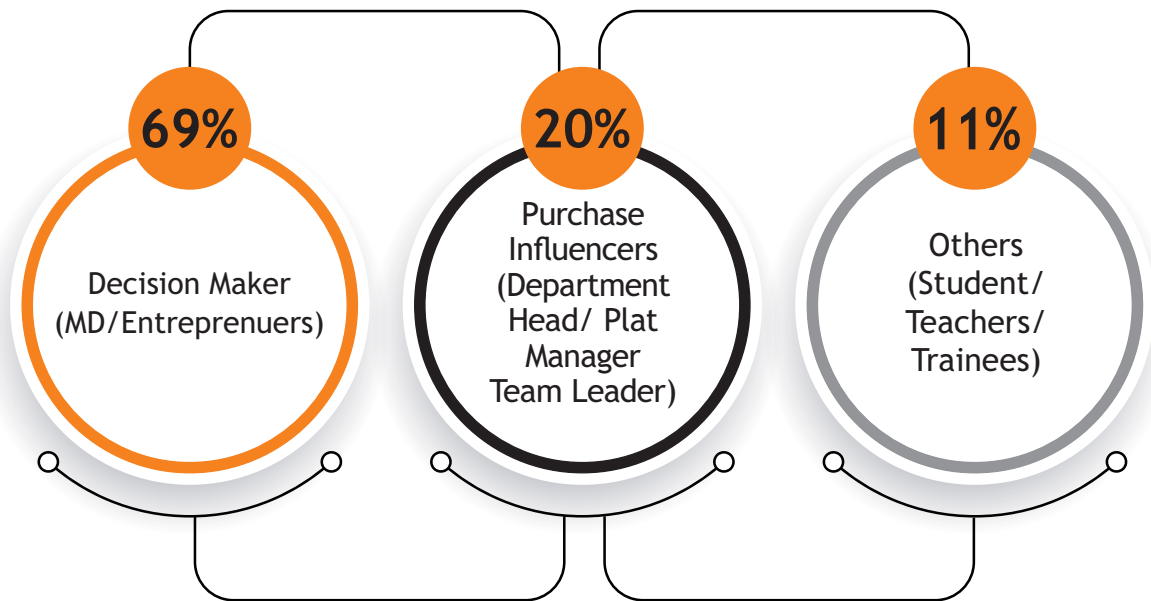 69%
Decision Maker
(MD/Entreprenuers)
20%
Purchase
Influencers
(Department
Head/ Plat
Manager
Team Leader)
11%
Others
(Student/
Teachers/
Trainees)